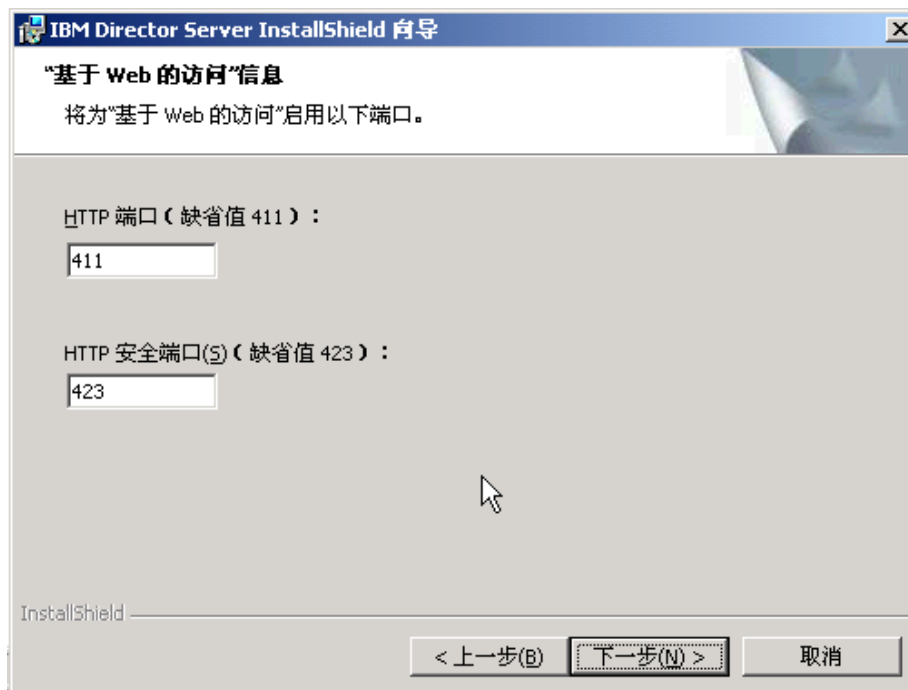 IBM Director Server InstallShield 向导
“基于 Web 的访问”信息
将为“基于 Web 的访问”启用以下端口。
HTTP 端口（缺省值 411）：
411
HTTP 安全端口(S)（缺省值 423）：
423
InstallShield
< 上一步(B)
下一步(N) >
取消